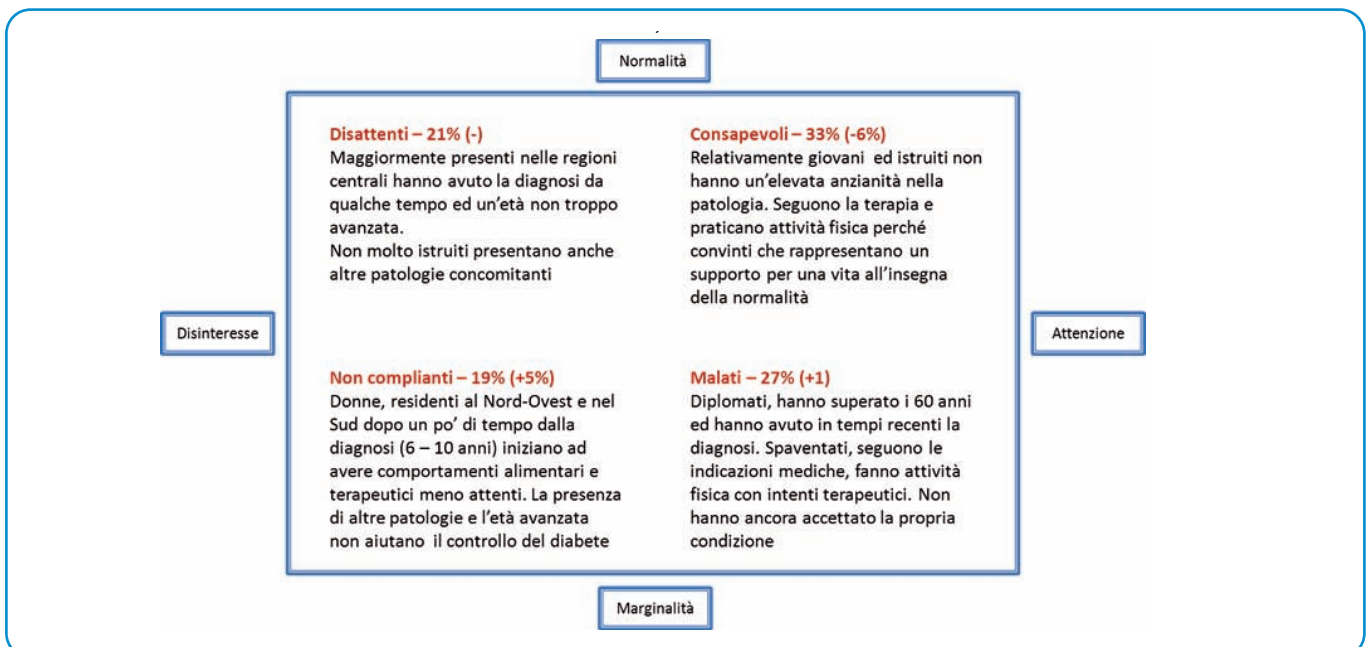 Normalità
Disattenti – 21% (-)
Maggiormente presenti nelle regioni
centrali hanno avuto la diagnosi da
qualche tempo ed un’età non troppo
avanzata.
Non molto istruiti presentano anche
altre patologie concomitanti
Consapevoli – 33% (-6%)
Relativamente giovani ed istruiti non
hanno un’elevata anzianità nella
patologia. Seguono la terapia e
praticano attività fisica perché
convinti che rappresentano un
supporto per una vita all’insegna
della normalità
Disinteresse
Attenzione
Non complianti – 19% (+5%)
Donne, residenti al Nord-Ovest e nel
Sud dopo un po’ di tempo dalla
diagnosi (6 – 10 anni) iniziano ad
avere comportamenti alimentari e
terapeutici meno attenti. La presenza
di altre patologie e l’età avanzata
non aiutano il controllo del diabete
Malati – 27% (+1)
Diplomati, hanno superato i 60 anni
ed hanno avuto in tempi recenti la
diagnosi. Spaventati, seguono le
indicazioni mediche, fanno attività
fisica con intenti terapeutici. Non
hanno ancora accettato la propria
condizione
Marginalità